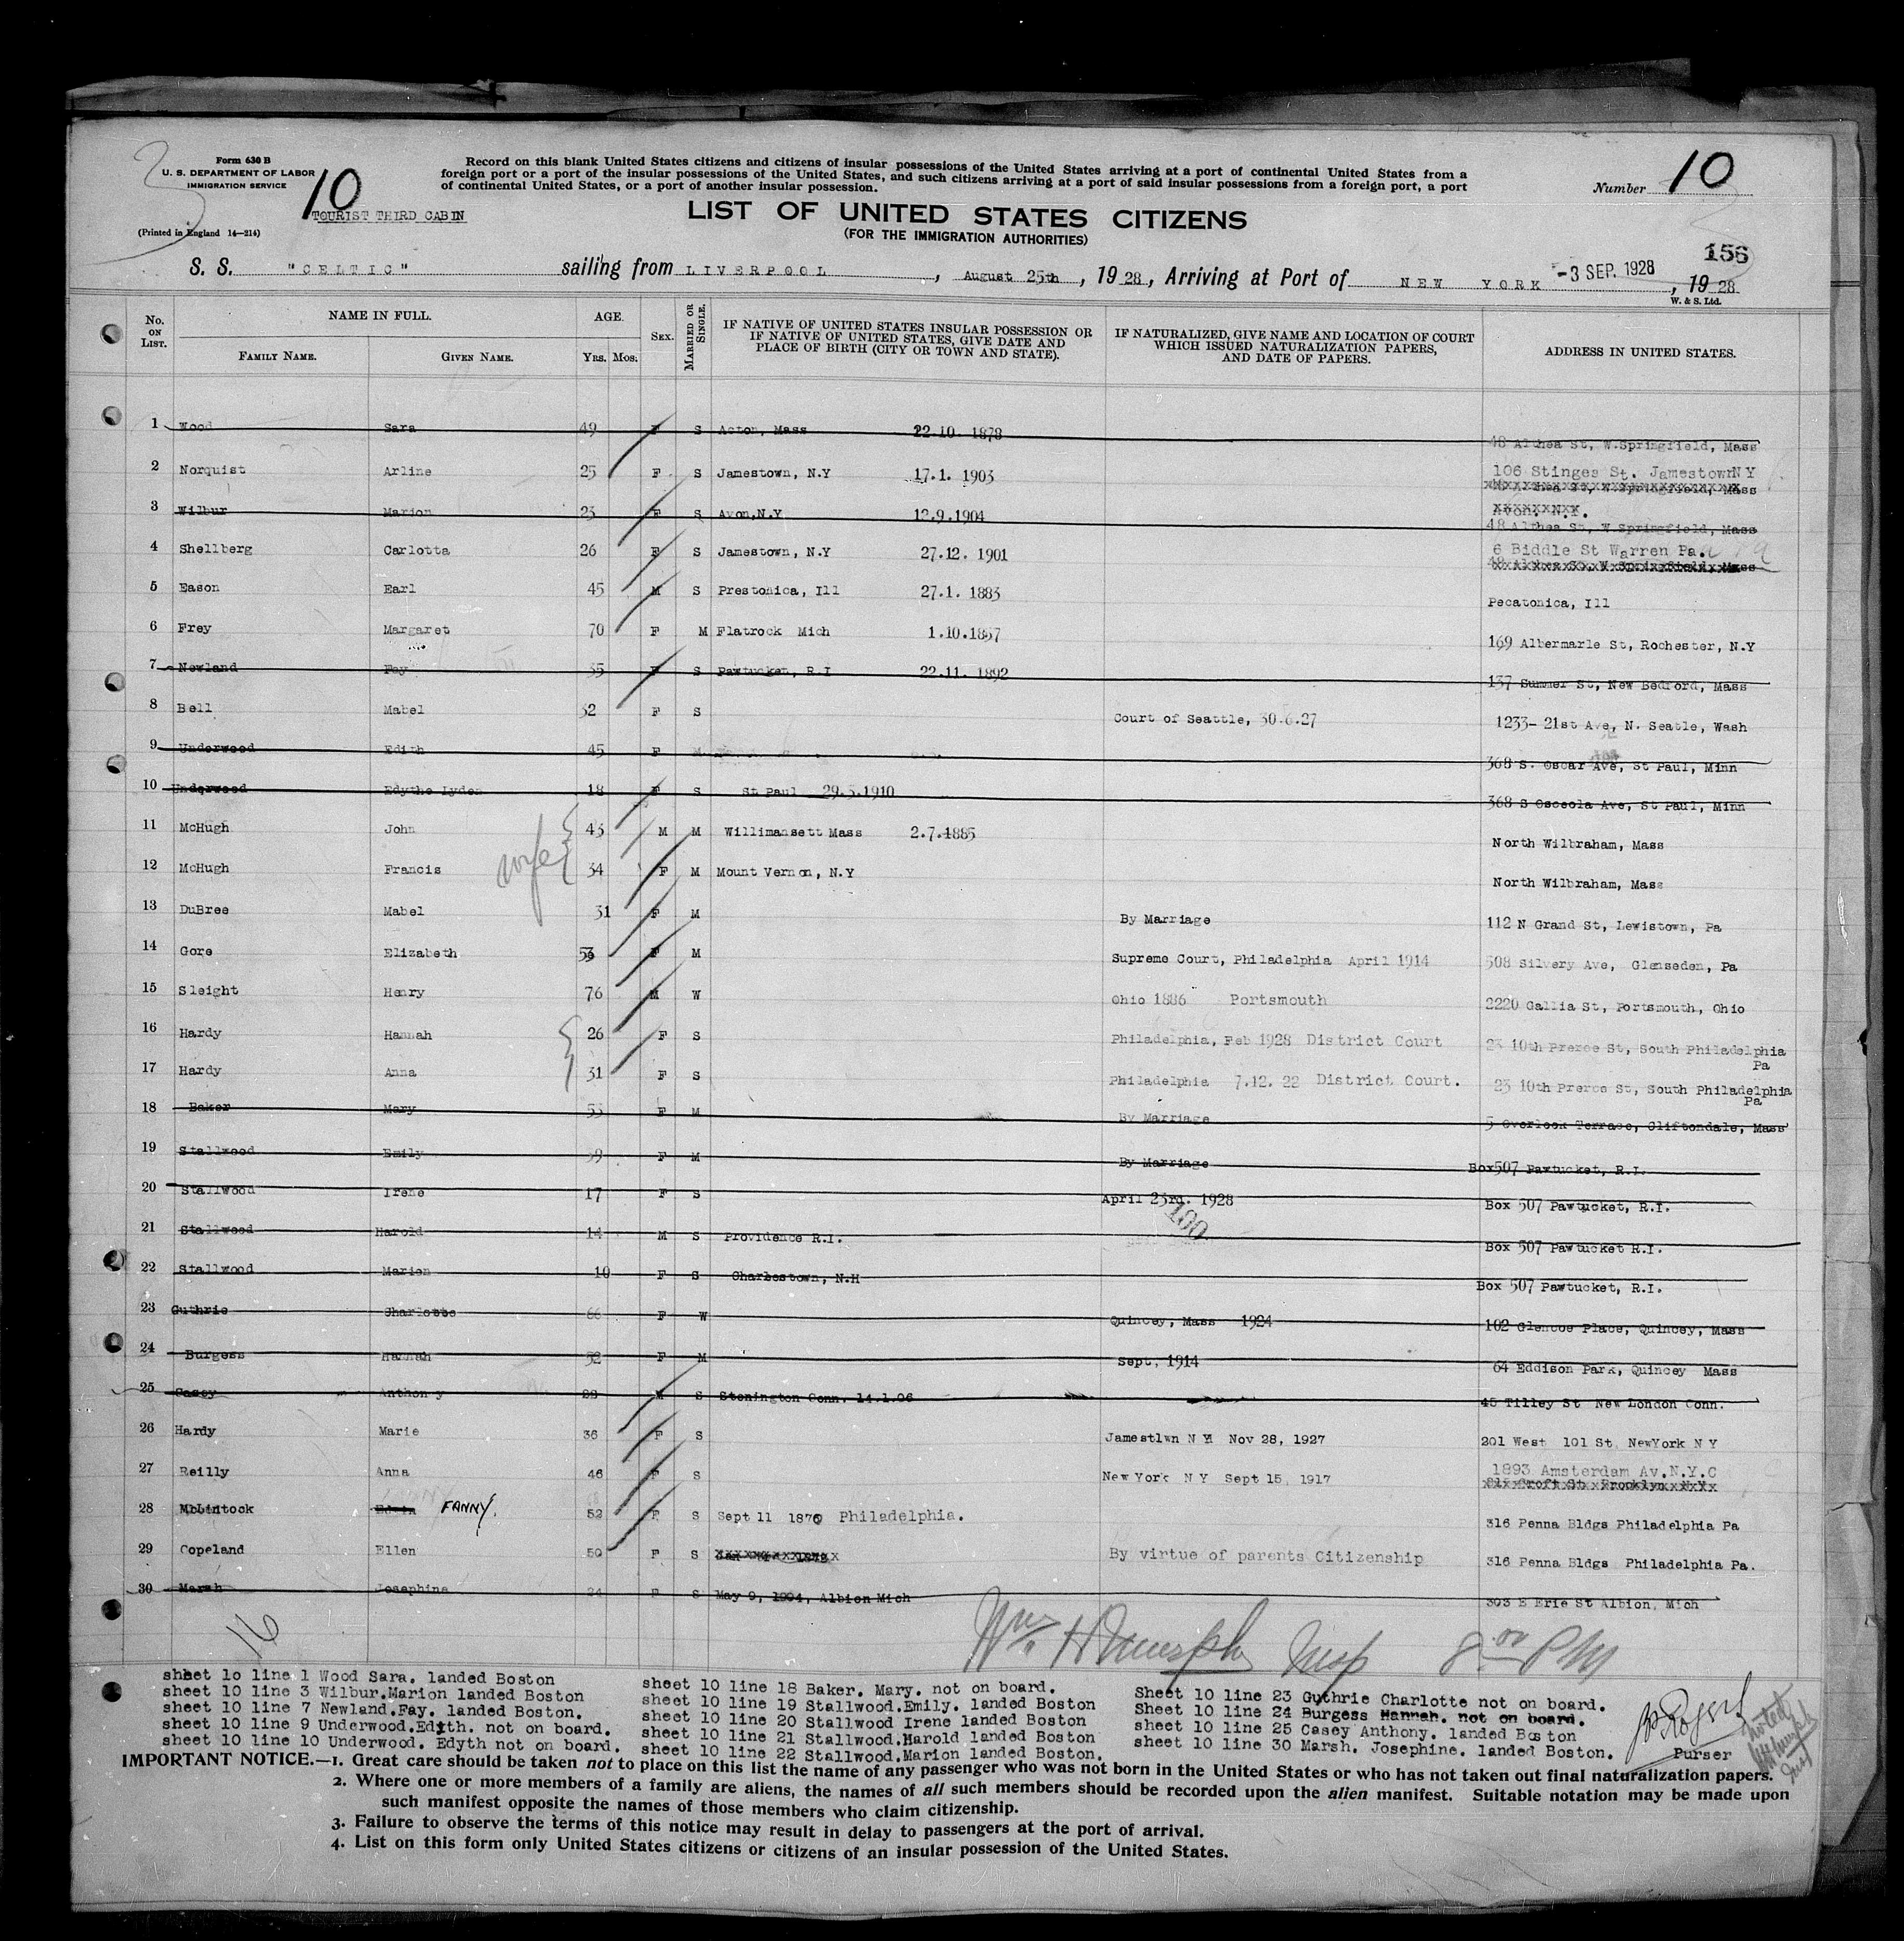 Form 630 B
U. S. DEPARTMENT OF LABOR
IMMIGRATION SERVICE
10
TOURIST THIRD CABIN
(Printed in England 14—214)
Record on this blank United States citizens and citizens of insular possessions of the United States arriving at a port of continental United States from a
foreign port or a port of the insular possessions of the United States, and such citizens arriving at a port of said insular possessions from a foreign port, a port
of continental United States, or a port of another insular possession.
Number 10
LIST OF UNITED STATES CITIZENS
(FOR THE IMMIGRATION AUTHORITIES)
156
S. S. "CELTIC" sailing from LIVERPOOL, August 25th, 1928, Arriving at Port of NEW YORK -3 SEP. 1928, 1928
W. & S. Ltd.
No. ON LIST. NAME IN FULL. FAMILY NAME. GIVEN NAME. AGE. Yrs. Mos. SEX. MARRIED OR SINGLE. IF NATIVE OF UNITED STATES INSULAR POSSESSION OR IF NATIVE OF UNITED STATES, GIVE DATE AND PLACE OF BIRTH (CITY OR TOWN AND STATE). IF NATURALIZED, GIVE NAME AND LOCATION OF COURT WHICH ISSUED NATURALIZATION PAPERS, AND DATE OF PAPERS. ADDRESS IN UNITED STATES.
1 Wood Sara 49 F S Acton, Mass 22.10. 1878 48 Althea St, W.Springfield, Mass
2 Norquist Arline 25 F S Jamestown, N.Y 17.1. 1903 106 Stinges St. Jamestown NY
3 Wilbur Marion 23 F S Avon,N.Y 12.9.1904 Avon. N.Y.
48 Althea St, W.Springfield, Mass
4 Shellberg Carlotta 26 F S Jamestown, N.Y 27.12. 1901 6 Biddle St Warren Pa.
48 Althea St, W Springfield, Mass
5 Eason Earl 45 M S Prestonica, Ill 27.1. 1883 Pecatonica, Ill
6 Frey Margaret 70 F M Flatrock Mich 1.10.1857 169 Albermarle St, Rochester, N.Y
7 Newland Fay 35 F S Pawtucket, R.I 22.11. 1892 137 Summer St, New Bedford, Mass
8 Bell Mabel 32 F S Court of Seattle, 30.6.27 1233- 21st Ave, N. Seatle, Wash
9 Underwood Edith 45 F M 368 S. Oscar Ave, St Paul, Minn
10 Underwood Edythe Lyden 18 F S St Paul 29.5.1910 368 S Osceola Ave, St Paul, Minn
11 McHugh John 43 M M Willimansett Mass 2.7.1885 North Wilbraham, Mass
wife
12 McHugh Francis 34 F M Mount Vernon, N.Y North Wilbraham, Mass
13 DuBree Mabel 31 F M By Marriage 112 N Grand St, Lewistown, Pa
14 Gore Elizabeth 53 F M Supreme Court, Philadelphia April 1914 508 Silvery Ave, Glenseden, Pa
15 Sleight Henry 76 M W Ohio 1886 Portsmouth 2220 Gallia St, Portsmouth, Ohio
16 Hardy Hannah 26 F S Philadelphia, Feb 1928 District Court 23 10th Prerce St, South Philadelphia
Pa
17 Hardy Anna 31 F S Philadelphia 7.12. 22 District Court. 23 10th Prerce St, South Philadelphia
Pa
18 Baker Mary 55 F M By Marriage 5 Overlook Terrace, Cliftondale, Mass
19 Stallwood Emily 39 F M By Marriage Box507 Pawtucket, R.I.
20 Stallwood Irene 17 F S April 23rd. 1928 Box 507 Pawtucket, R.I.
100
21 Stallwood Harold 14 M S Providence R.I. Box 507 Pawtucket R.I.
22 Stallwood Marion 10 F S Charlestown, N.H Box 507 Pawtucket, R.I.
23 Guthrie Charlotte 66 F W Quincey, Mass 1924 102 Glencoe Place, Quincey, Mass
24 Burgess Hannah 52 F M Sept, 1914 64 Eddison Park, Quincey Mass
25 Casey Anthony 22 M S Stonington Conn. 14.1.06 45 Tilley St New London Conn.
26 Hardy Marie 36 F S Jamestlwn N Y Nov 28, 1927 201 West 101 St. NewYork N Y
27 Reilly Anna 46 F S New York N Y Sept 15, 1917 1893 Amsterdam Av.N.Y.C
28 McLintock Edwin FANNY. 52 F S Sept 11 1876 Philadelphia. 316 Penna Bldgs Philadelphia Pa
29 Copeland Ellen 50 F S By virtue of parents Citizenship 316 Penna Bldgs Philadelphia Pa.
30 Marsh Josephine 24 F S May 9, 1904, Albion Mich 303 E Erie St Albion, Mich
16
Wm H Murphy Insp 8 00 PM
sheet 1o line 1 Wood Sara. landed Boston
sheet 10 line 3 Wilbur.Marion landed Boston
sheet 10 line 7 Newland.Fay. landed Boston.
sheet 10 line 9 Underwood.Edyth. not on board.
sheet 10 line 10 Underwood. Edyth not on board.
sheet 10 line 18 Baker. Mary. not on board.
sheet 10 line 19 Stallwood.Emily. landed Boston
sheet 10 line 20 Stallwood Irene landed Boston
sheet 10 line 21 Stallwood.Harold landed Boston
sheet 10 line 22 Stallwood.Marion landed Boston.
Sheet 10 line 23 Guthrie Charlotte not on board.
Sheet 10 line 24 Burgess Hannah. not on board.
sheet 10 line 25 Casey Anthony. landed Boston
sheet 10 line 30 Marsh. Josephine. landed Boston.
Purser
noted
IMPORTANT NOTICE.—1. Great care should be taken not to place on this list the name of any passenger who was not born in the United States or who has not taken out final naturalization papers.
2. Where one or more members of a family are aliens, the names of all such members should be recorded upon the alien manifest. Suitable notation may be made upon
such manifest opposite the names of those members who claim citizenship.
3. Failure to observe the terms of this notice may result in delay to passengers at the port of arrival.
4. List on this form only United States citizens or citizens of an insular possession of the United States.